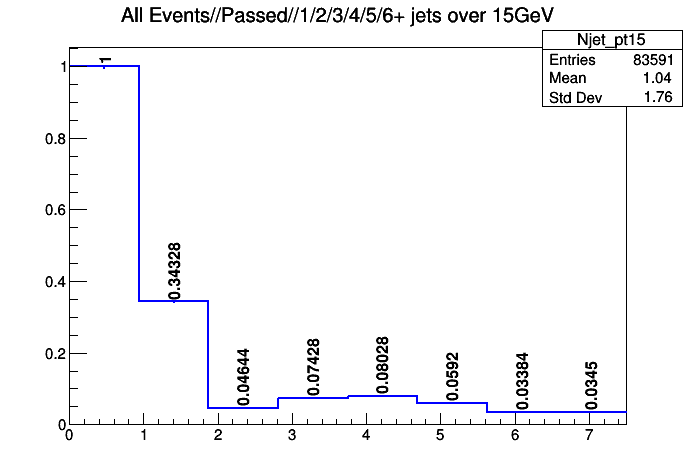 All Events//Passed//1/2/3/4/5/6+ jets over 15GeV
Njet_pt15
Entries 83591
Mean 1.04
Std Dev 1.76
1
0.8
0.6
0.4
0.2
0
1
0.34328
0.04644
0.07428
0.08028
0.0592
0.03384
0.0345
0 1 2 3 4 5 6 7